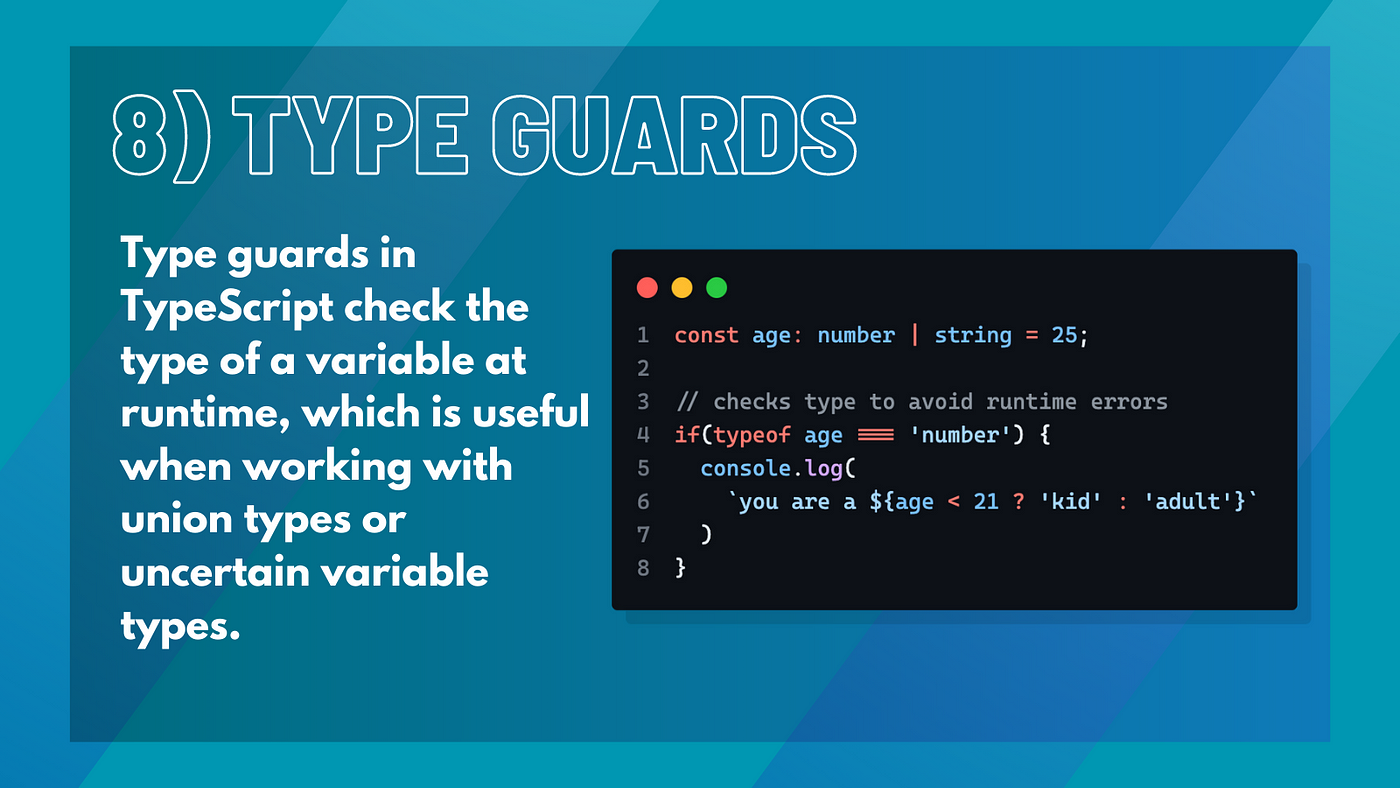 8) TYPE GUARDS
Type guards in
TypeScript check the
type of a variable at
runtime, which is useful
when working with
union types or
uncertain variable
types.
1 const age: number | string = 25;
2
3 // checks type to avoid runtime errors
4 if(typeof age === 'number') {
5   console.log(
6     `you are a ${age < 21 ? 'kid' : 'adult'}`
7   )
8 }